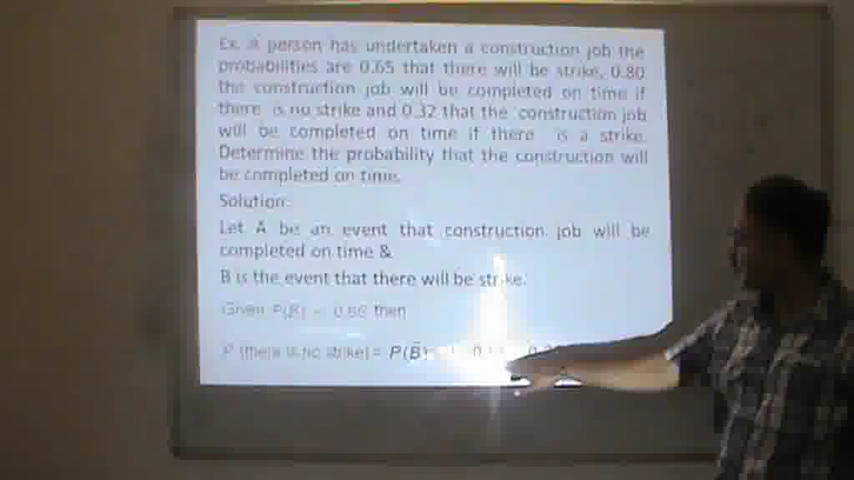 Ex. A person has undertaken a construction job the
probabilities are 0.65 that there will be strike, 0.80
the construction job will be completed on time if
there is no strike and 0.32 that the construction job
will be completed on time if there is a strike.
Determine the probability that the construction will
be completed on time.
Solution:
Let A be an event that construction job will be
completed on time &
B is the event that there will be strike.
Given P(B) = 0.65 then
P (there is no strike) = P(B̄)